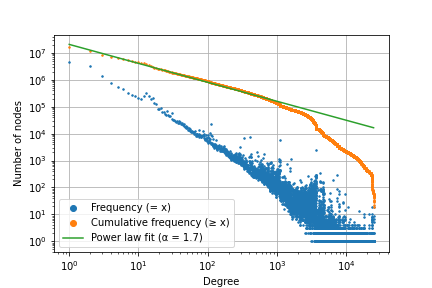 10⁷
10⁶
10⁵
10⁴
10³
10²
10¹
10⁰
Number of nodes
Frequency (= x)
Cumulative frequency (≥ x)
Power law fit (α = 1.7)
10⁰ 10¹ 10² 10³ 10⁴
Degree